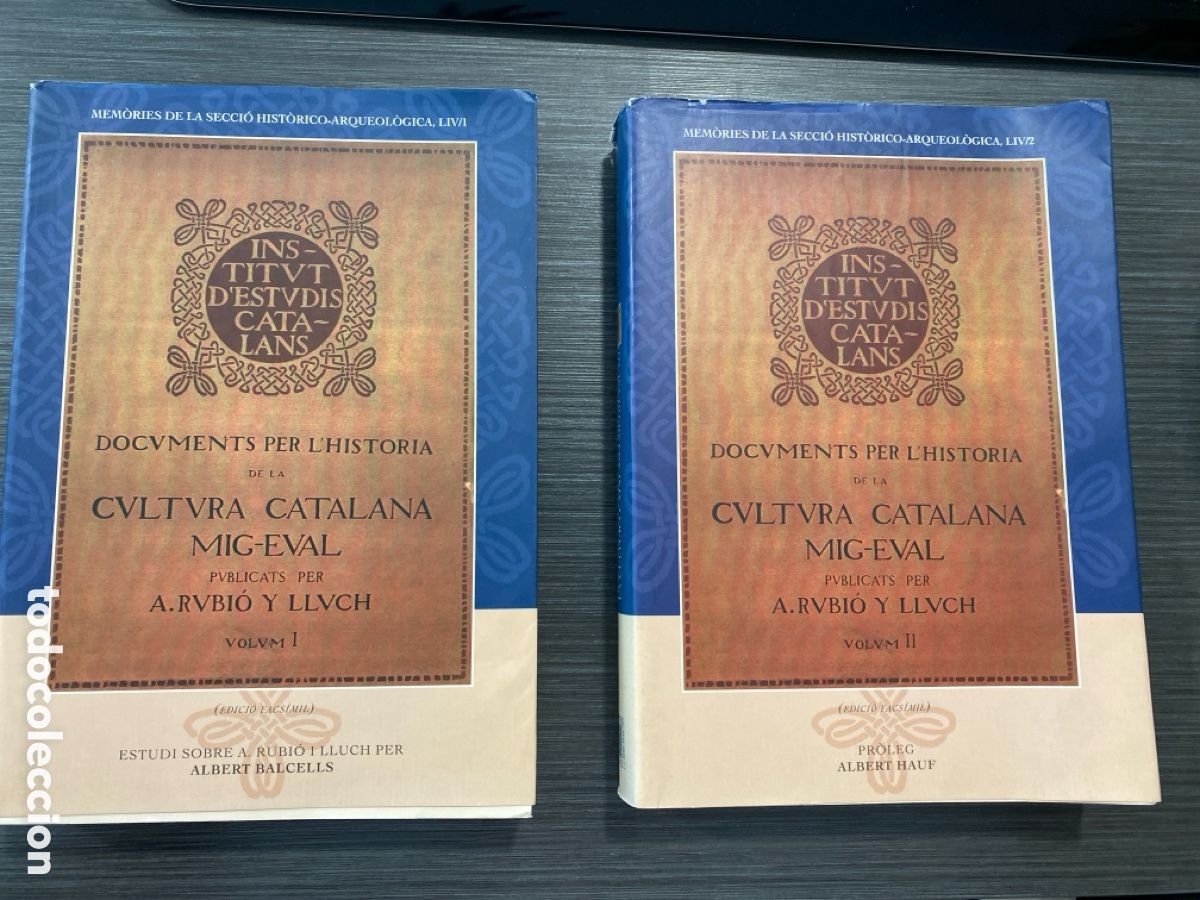 MEMÒRIES DE LA SECCIÓ HISTÒRICO-ARQUEOLÒGICA, LIV/1
INS-
TITVT
D'ESTVDIS
CATA-
LANS
DOCVMENTS PER L'HISTORIA
DE LA
CVLTVRA CATALANA
MIG-EVAL
PVBLICATS PER
A. RVBIÓ Y LLVCH
VOLVM I
(EDICIÓ FACSÍMIL)
ESTUDI SOBRE A. RUBIÓ I LLUCH PER
ALBERT BALCELLS
MEMÒRIES DE LA SECCIÓ HISTÒRICO-ARQUEOLÒGICA, LIV/2
INS-
TITVT
D'ESTVDIS
CATA-
LANS
DOCVMENTS PER L'HISTORIA
DE LA
CVLTVRA CATALANA
MIG-EVAL
PVBLICATS PER
A. RVBIÓ Y LLVCH
VOLVM II
(EDICIÓ FACSÍMIL)
PRÒLEG
ALBERT HAUF
todocoleccion